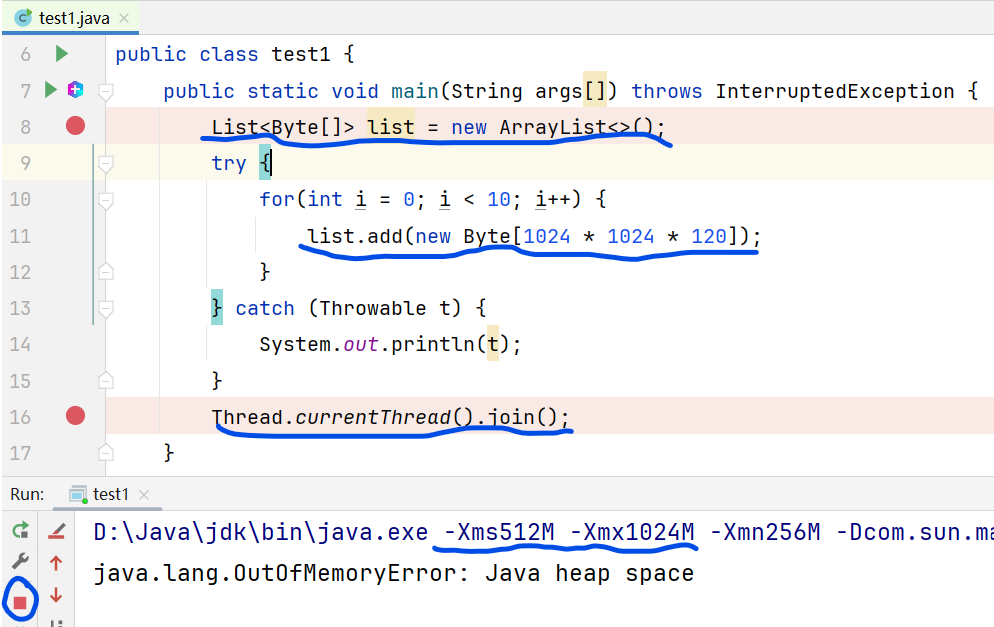 test1.java
6 public class test1 {
7 public static void main(String args[]) throws InterruptedException {
8 List<Byte[]> list = new ArrayList<>();
9 try {
10 for(int i = 0; i < 10; i++) {
11 list.add(new Byte[1024 * 1024 * 120]);
12 }
13 } catch (Throwable t) {
14 System.out.println(t);
15 }
16 Thread.currentThread().join();
17 }
Run: test1
D:\Java\jdk\bin\java.exe -Xms512M -Xmx1024M -Xmn256M -Dcom.sun.ma
java.lang.OutOfMemoryError: Java heap space